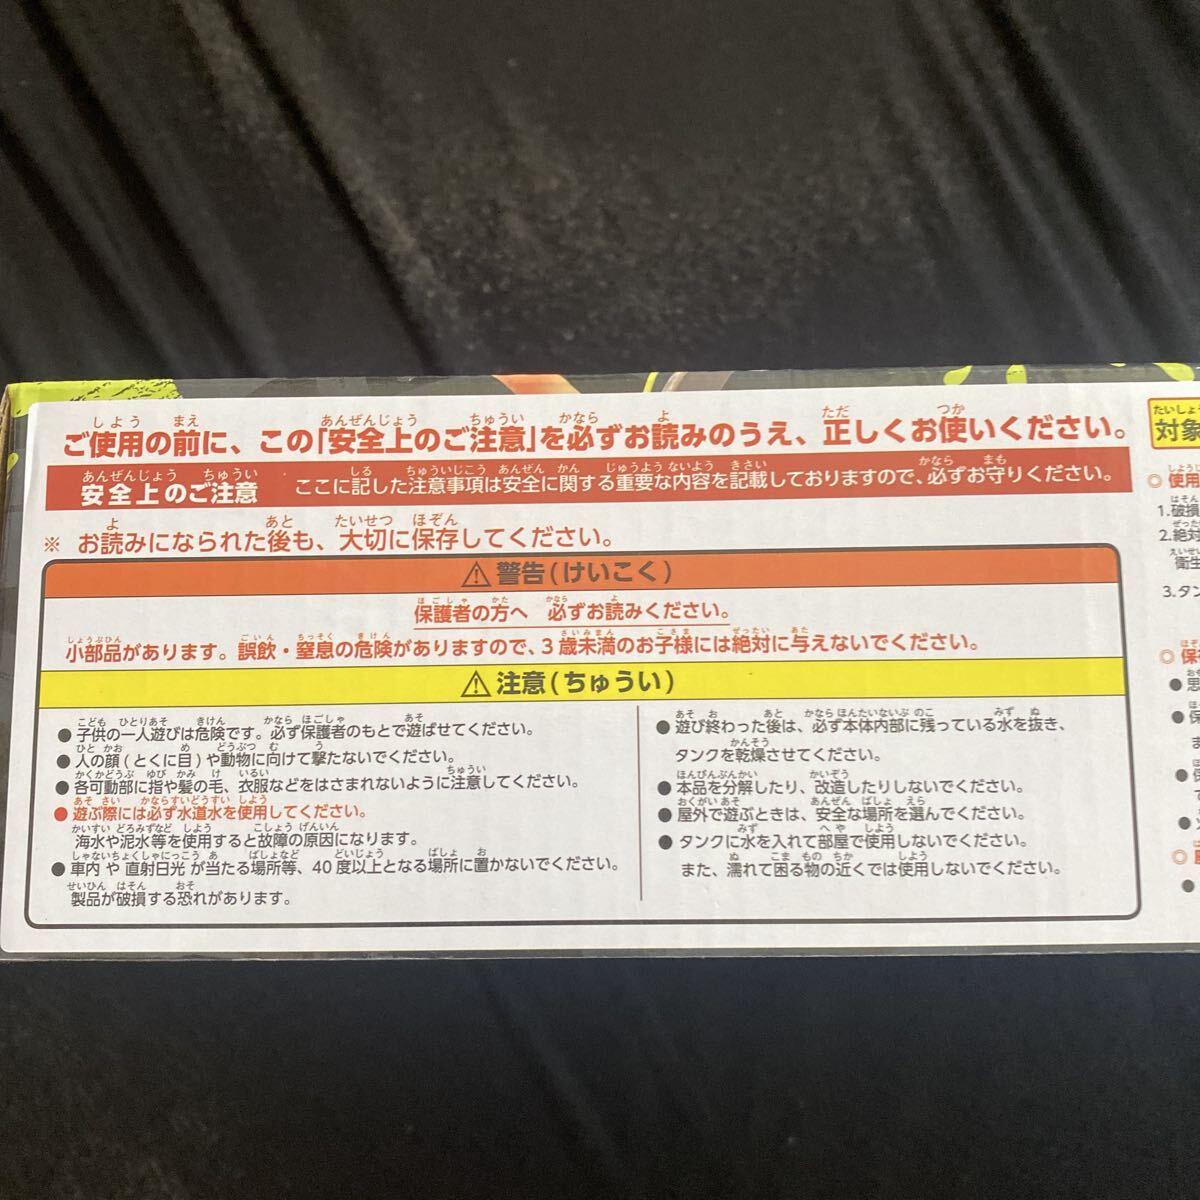 ご使用の前に、この「安全上のご注意」を必ずお読みのうえ、正しくお使いください。
安全上のご注意 ここに記した注意事項は安全に関する重要な内容を記載しておりますので、必ずお守りください。
※ お読みになられた後も、大切に保存してください。
⚠ 警告(けいこく)
保護者の方へ 必ずお読みください。
小部品があります。誤飲・窒息の危険がありますので、3歳未満のお子様には絶対に与えないでください。
⚠ 注意(ちゅうい)
●子供の一人遊びは危険です。必ず保護者のもとで遊ばせてください。
●人の顔(とくに目)や動物に向けて撃たないでください。
●各可動部に指や髪の毛、衣服などをはさまれないように注意してください。
●遊ぶ際には必ず水道水を使用してください。
海水や泥水等を使用すると故障の原因になります。
●車内や直射日光が当たる場所等、40度以上となる場所に置かないでください。
製品が破損する恐れがあります。
●遊び終わった後は、必ず本体内部に残っている水を抜き、
タンクを乾燥させてください。
●本品を分解したり、改造したりしないでください。
●屋外で遊ぶときは、安全な場所を選んでください。
●タンクに水を入れて部屋で使用しないでください。
また、濡れて困る物の近くでは使用しないでください。
対象
◎使用
1.破損
2.絶対
衛生
3.タン
◎保